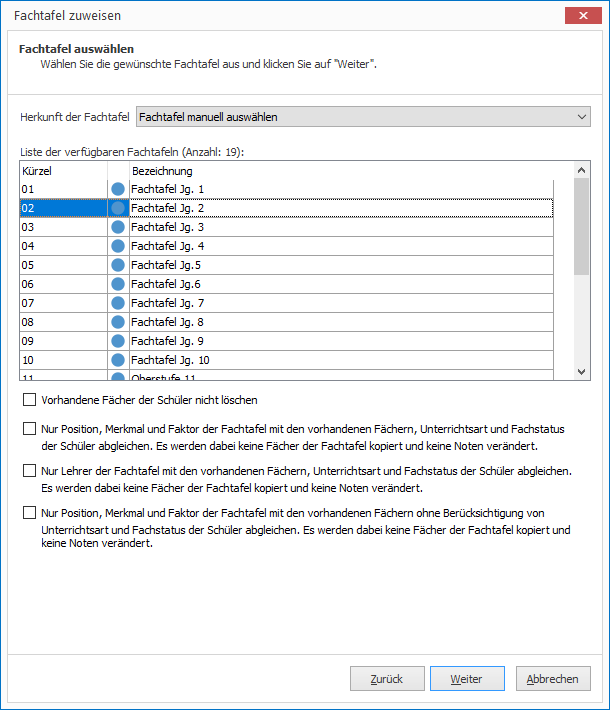 Fachtafel zuweisen
Fachtafel auswählen
Wählen Sie die gewünschte Fachtafel aus und klicken Sie auf "Weiter".
Herkunft der Fachtafel Fachtafel manuell auswählen
Liste der verfügbaren Fachtafeln (Anzahl: 19):
Kürzel Bezeichnung
01 Fachtafel Jg. 1
02 Fachtafel Jg. 2
03 Fachtafel Jg. 3
04 Fachtafel Jg. 4
05 Fachtafel Jg.5
06 Fachtafel Jg.6
07 Fachtafel Jg. 7
08 Fachtafel Jg. 8
09 Fachtafel Jg. 9
10 Fachtafel Jg. 10
11 Oberstufe 11
Vorhandene Fächer der Schüler nicht löschen
Nur Position, Merkmal und Faktor der Fachtafel mit den vorhandenen Fächern, Unterrichtsart und Fachstatus
der Schüler abgleichen. Es werden dabei keine Fächer der Fachtafel kopiert und keine Noten verändert.
Nur Lehrer der Fachtafel mit den vorhandenen Fächern, Unterrichtsart und Fachstatus der Schüler abgleichen.
Es werden dabei keine Fächer der Fachtafel kopiert und keine Noten verändert.
Nur Position, Merkmal und Faktor der Fachtafel mit den vorhandenen Fächern ohne Berücksichtigung von
Unterrichtsart und Fachstatus der Schüler abgleichen. Es werden dabei keine Fächer der Fachtafel kopiert und
keine Noten verändert.
Zurück Weiter Abbrechen